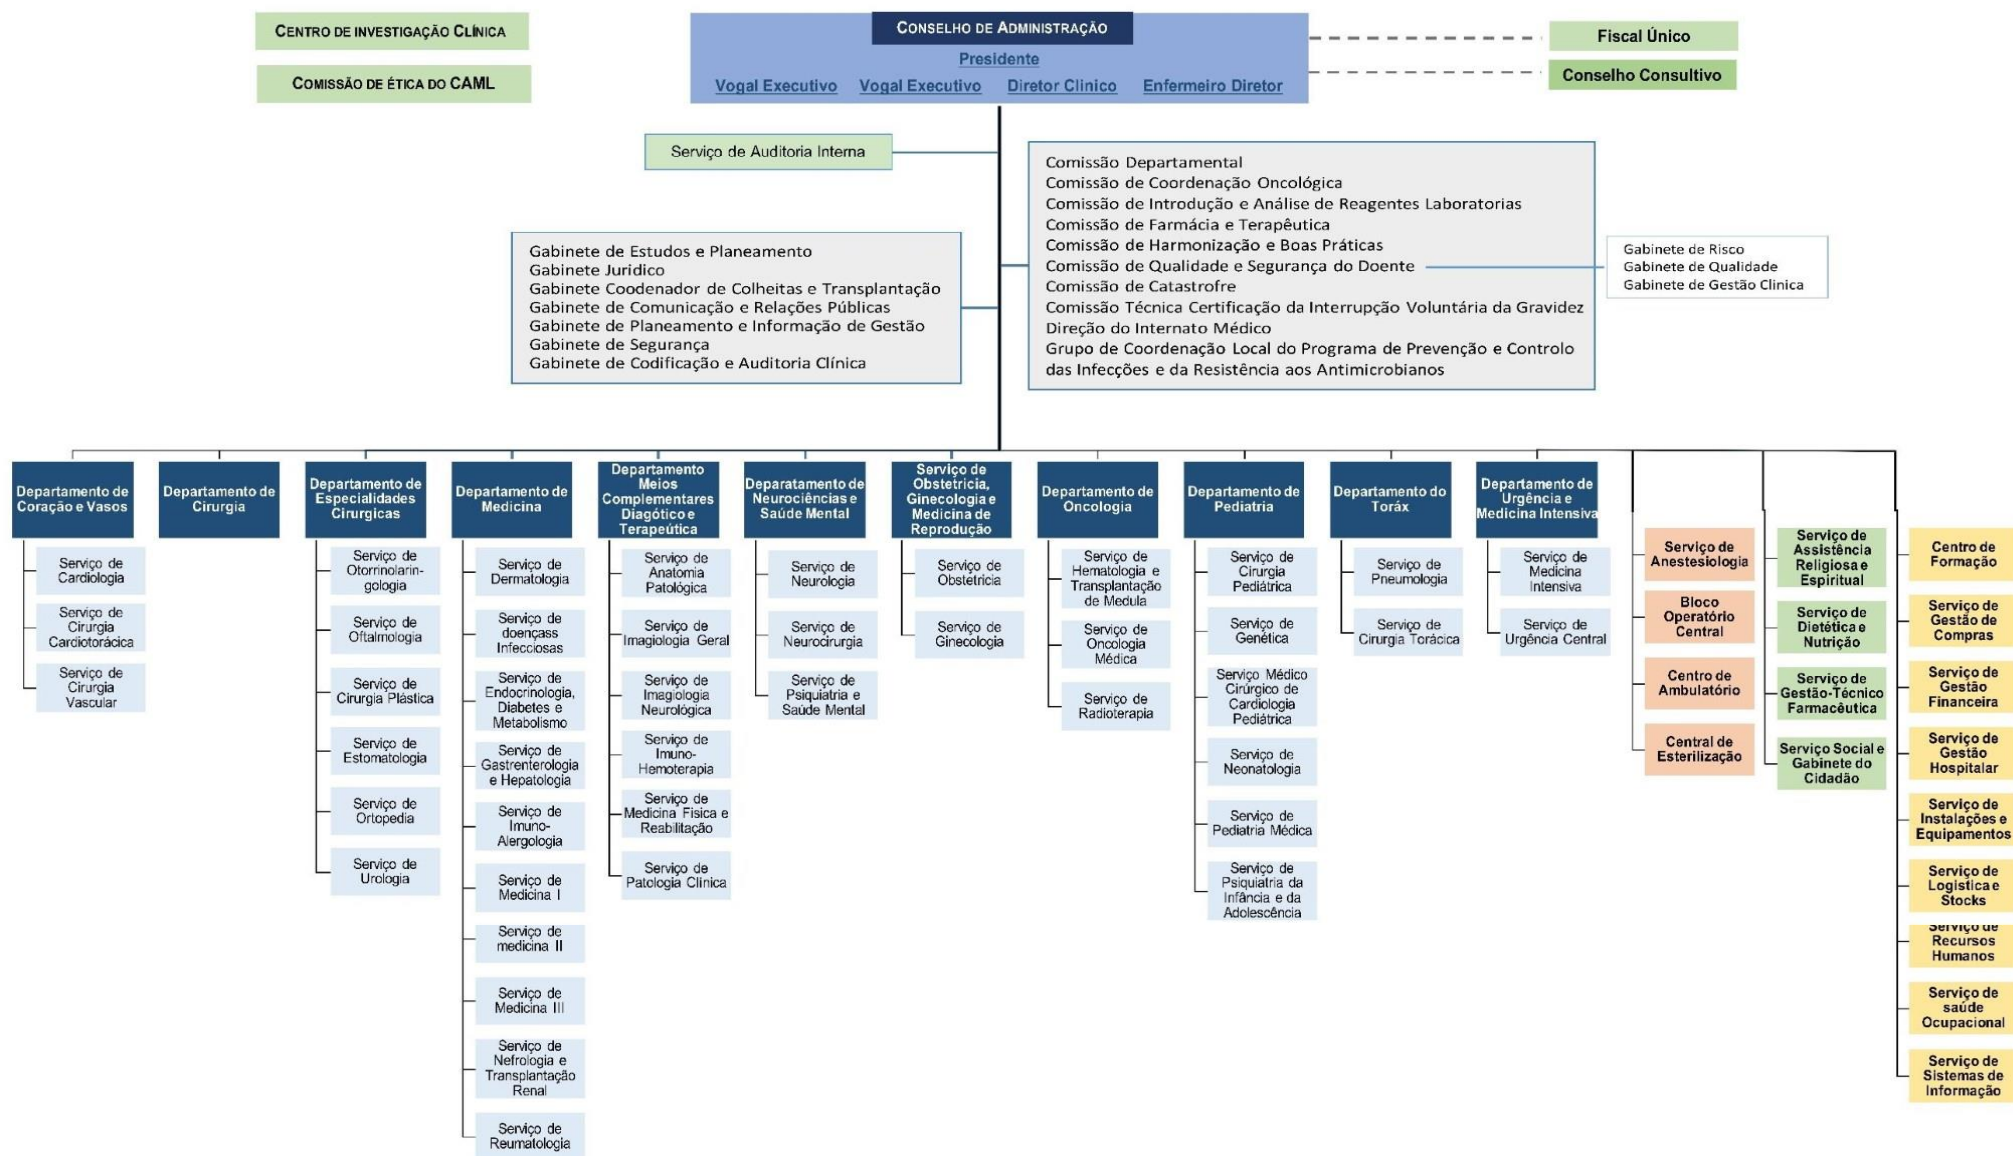 CENTRO DE INVESTIGAÇÃO CLÍNICA
COMISSÃO DE ÉTICA DO CAML
CONSELHO DE ADMINISTRAÇÃO
Presidente
Vogal Executivo Vogal Executivo Diretor Clinico Enfermeiro Diretor
Fiscal Único
Conselho Consultivo
Serviço de Auditoria Interna
Comissão Departamental
Comissão de Coordenação Oncológica
Comissão de Introdução e Análise de Reagentes Laboratorias
Comissão de Farmácia e Terapêutica
Comissão de Harmonização e Boas Práticas
Comissão de Qualidade e Segurança do Doente
Comissão de Catastrofre
Comissão Técnica Certificação da Interrupção Voluntária da Gravidez
Direção do Internato Médico
Grupo de Coordenação Local do Programa de Prevenção e Controlo
das Infecções e da Resistência aos Antimicrobianos
Gabinete de Risco
Gabinete de Qualidade
Gabinete de Gestão Clinica
Gabinete de Estudos e Planeamento
Gabinete Juridico
Gabinete Coodenador de Colheitas e Transplantação
Gabinete de Comunicação e Relações Públicas
Gabinete de Planeamento e Informação de Gestão
Gabinete de Segurança
Gabinete de Codificação e Auditoria Clínica
Departamento de
Coração e Vasos
Serviço de
Cardiologia
Serviço de
Cirurgia
Cardiotorácica
Serviço de
Cirurgia
Vascular
Departamento de
Cirurgia
Departamento de
Especialidades
Cirurgicas
Serviço de
Otorrinolarin-
gologia
Serviço de
Oftalmologia
Serviço de
Cirurgia Plástica
Serviço de
Estomatologia
Serviço de
Ortopedia
Serviço de
Urologia
Departamento de
Medicina
Serviço de
Dermatologia
Serviço de
doençass
Infecciosas
Serviço de
Endocrinologia,
Diabetes e
Metabolismo
Serviço de
Gastrenterologia
e Hepatologia
Serviço de
Imuno-
Alergologia
Serviço de
Medicina I
Serviço de
medicina II
Serviço de
Medicina III
Serviço de
Nefrologia e
Transplantação
Renal
Serviço de
Reumatologia
Departamento
Meios
Complementares
Diagótico e
Terapeútica
Serviço de
Anatomia
Patológica
Serviço de
Imagiologia Geral
Serviço de
Imagiologia
Neurológica
Serviço de
Imuno-
Hemoterapia
Serviço de
Medicina Fisica e
Reabilitação
Serviço de
Patologia Clínica
Deparatamento de
Neurociências e
Saúde Mental
Serviço de
Neurologia
Serviço de
Neurocirurgia
Serviço de
Psiquiatria e
Saúde Mental
Serviço de
Obstetricia,
Ginecologia e
Medicina de
Reprodução
Serviço de
Obstetricia
Serviço de
Ginecologia
Departamento de
Oncologia
Serviço de
Hematologia e
Transplantação
de Medula
Serviço de
Oncologia
Médica
Serviço de
Radioterapia
Departamento de
Pediatria
Serviço de
Cirurgia
Pediátrica
Serviço de
Genética
Serviço Médico
Cirúrgico de
Cardiologia
Pediátrica
Serviço de
Neonatologia
Serviço de
Pediatria Médica
Serviço de
Psiquiatria da
Infância e da
Adolescência
Departamento do
Toráx
Serviço de
Pneumologia
Serviço de
Cirurgia Torácica
Departamento de
Urgência e
Medicina Intensiva
Serviço de
Medicina
Intensiva
Serviço de
Urgência Central
Serviço de
Anestesiologia
Bloco
Operatório
Central
Centro de
Ambulatório
Central de
Esterilização
Serviço de
Assistência
Religiosa e
Espiritual
Serviço de
Dietética e
Nutrição
Serviço de
Gestão-Técnico
Farmacêutica
Serviço Social e
Gabinete do
Cidadão
Centro de
Formação
Serviço de
Gestão de
Compras
Serviço de
Gestão
Financeira
Serviço de
Gestão
Hospitalar
Serviço de
Instalações e
Equipamentos
Serviço de
Logistica e
Stocks
Serviço de
Recursos
Humanos
Serviço de
saúde
Ocupacional
Serviço de
Sistemas de
Informação